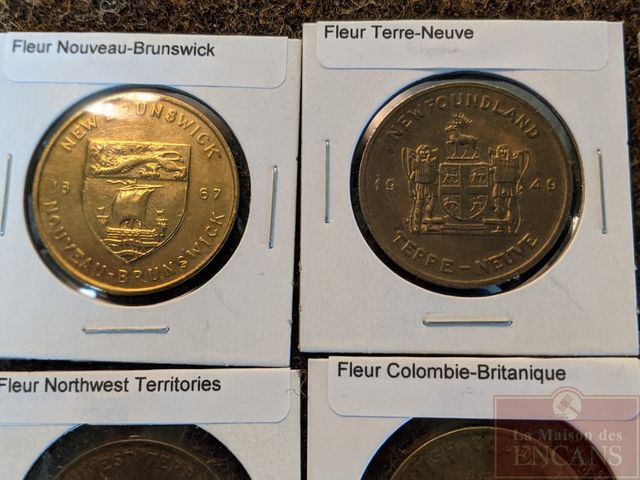 Fleur Nouveau-Brunswick
NEW BRUNSWICK
18 67
NOUVEAU-BRUNSWICK
Fleur Terre-Neuve
NEWFOUNDLAND
19 49
TERRE-NEUVE
Fleur Northwest Territories
Fleur Colombie-Britanique
La Maison des
ENCANS